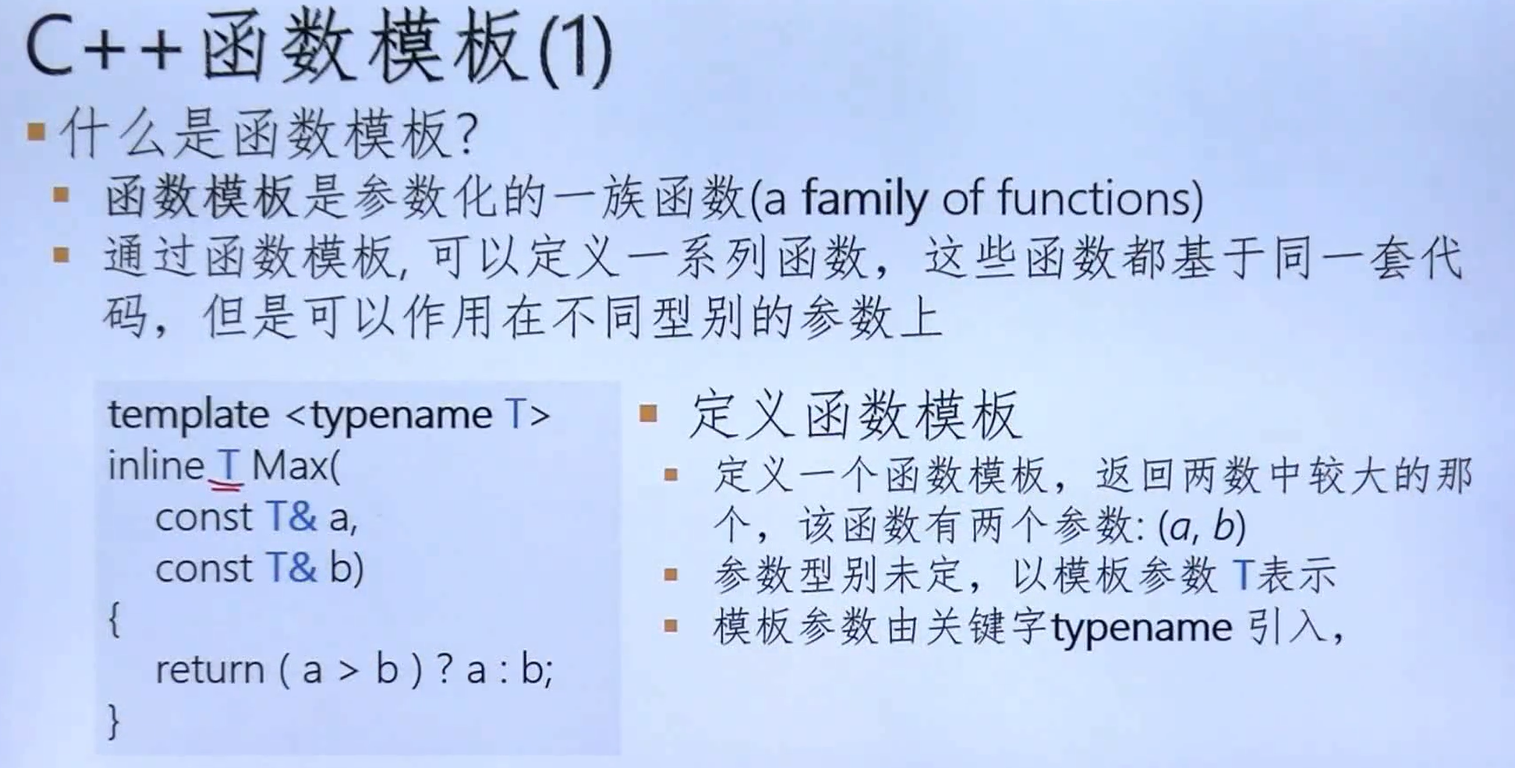 C++函数模板(1)
什么是函数模板?
函数模板是参数化的一族函数(a family of functions)
通过函数模板, 可以定义一系列函数，这些函数都基于同一套代
码，但是可以作用在不同型别的参数上
template <typename T>
inline T Max(
const T& a,
const T& b)
{
return ( a > b ) ? a : b;
}
定义函数模板
定义一个函数模板，返回两数中较大的那
个，该函数有两个参数: (a, b)
参数型别未定，以模板参数 T表示
模板参数由关键字typename 引入，